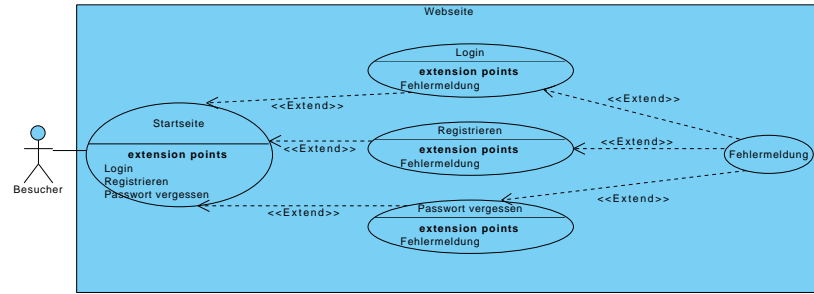 Webseite
Login
extension points
Fehlermeldung
<<Extend>>
<<Extend>>
Startseite
extension points
Login
Registrieren
Passwort vergessen
<<Extend>>
Registrieren
extension points
Fehlermeldung
<<Extend>>
Fehlermeldung
Besucher
<<Extend>>
Passwort vergessen
extension points
Fehlermeldung
<<Extend>>